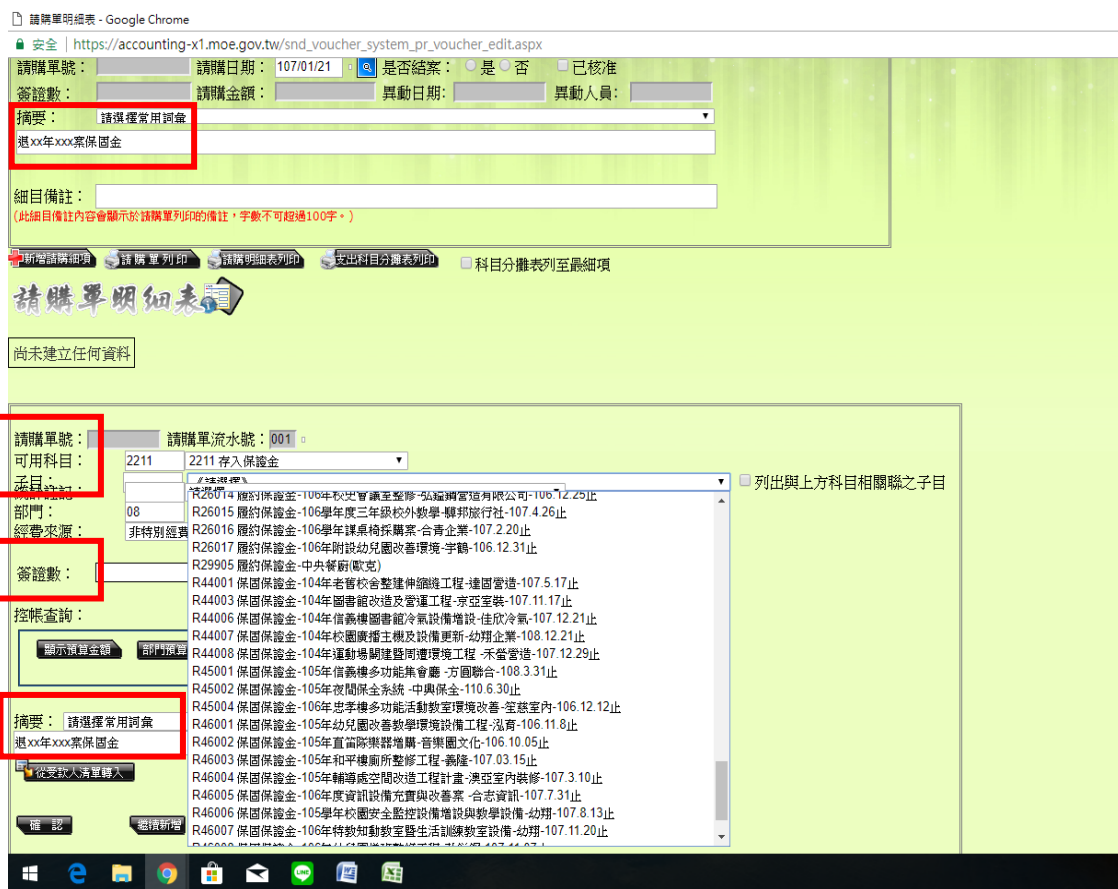 請購單明細表 - Google Chrome
安全 | https://accounting-x1.moe.gov.tw/snd_voucher_system_pr_voucher_edit.aspx
請購單號： 請購日期： 107/01/21 是否結案： 是 否 已核准
簽證數： 請購金額： 異動日期： 異動人員：
摘要： 請選擇常用詞彙
退xx年xxx案保固金
細目備註：
(此細目備註內容會顯示於請購單列印的備註，字數不可超過100字。)
新增請購細項 請購單列印 請購明細表列印 支出科目分攤表列印 科目分攤表列至最細項
請購單明細表
尚未建立任何資料
請購單號： 請購單流水號： 001
可用科目： 2211 2211 存入保證金
子目： 《請選擇》 列出與上方科目相關聯之子目
統計註記：
部門： 08
經費來源： 非特別經費
簽證數：
控帳查詢：
顯示預算金額 部門預算
摘要： 請選擇常用詞彙
退xx年xxx案保固金
從受款人清單轉入
確 認 繼續新增
R26014 履約保證金-106年校史會議室整修-弘鎰鋼營造有限公司-106.12.25止
R26015 履約保證金-106學年度三年級校外教學-聯邦旅行社-107.4.26止
R26016 履約保證金-106學年課桌椅採購案-合青企業-107.2.20止
R26017 履約保證金-106年附設幼兒園改善環境-宇鶴-106.12.31止
R29905 履約保證金-中央餐廚(歐克)
R44001 保固保證金-104年老舊校舍整建伸縮縫工程-達固營造-107.5.17止
R44003 保固保證金-104年圖書館改造及營運工程-京亞室裝-107.11.17止
R44006 保固保證金-104年信義樓圖書館冷氣設備增設-佳欣冷氣-107.12.21止
R44007 保固保證金-104年校園廣播主機及設備更新-幼翔企業-108.12.21止
R44008 保固保證金-104年運動場闢建暨周遭環境工程 -禾螢營造-107.12.29止
R45001 保固保證金-105年信義樓多功能集會廳 -方圓聯合-108.3.31止
R45002 保固保證金-105年夜間保全系統 -中興保全-110.6.30止
R45004 保固保證金-106年忠孝樓多功能活動教室環境改善-笙慈室內-106.12.12止
R46001 保固保證金-105年幼兒園改善教學環境設備工程-泓育-106.11.8止
R46002 保固保證金-105年直笛隊樂器增購-音樂園文化-106.10.05止
R46003 保固保證金-105年和平樓廁所整修工程-義隆-107.03.15止
R46004 保固保證金-105年輔導處空間改造工程計畫-澳亞室內裝修-107.3.10止
R46005 保固保證金-106年度資訊設備充實與改善案 -合志資訊-107.7.31止
R46006 保固保證金-105學年校園安全監控設備增設與教學設備-幼翔-107.8.13止
R46007 保固保證金-106年特教知動教室暨生活訓練教室設備-幼翔-107.11.20止